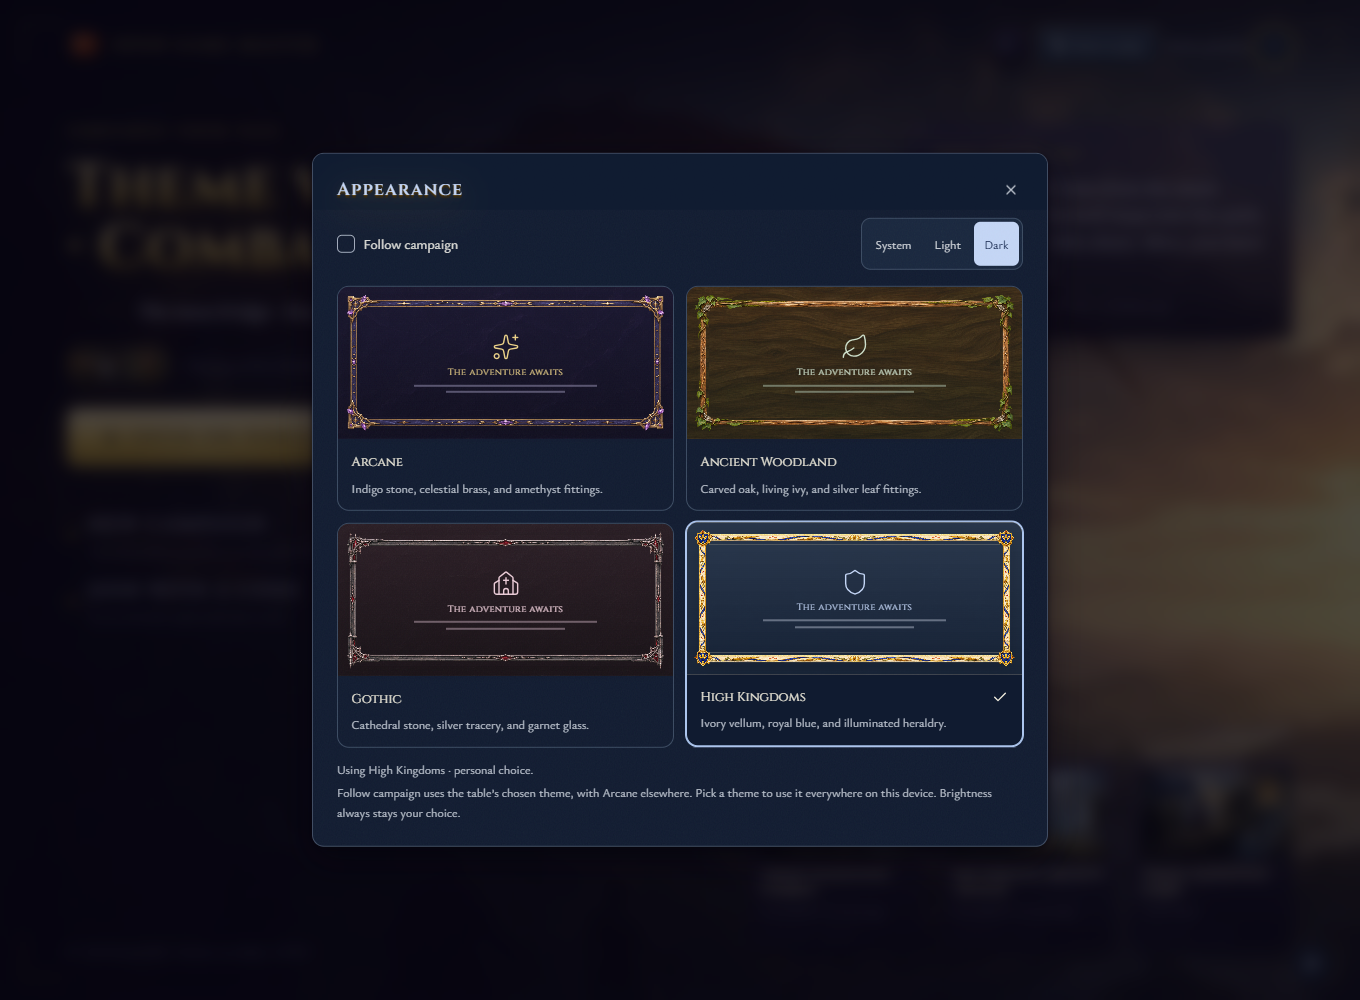 Appearance
Follow campaign
System Light Dark
The adventure awaits
Arcane
Indigo stone, celestial brass, and amethyst fittings.
The adventure awaits
Ancient Woodland
Carved oak, living ivy, and silver leaf fittings.
The adventure awaits
Gothic
Cathedral stone, silver tracery, and garnet glass.
The adventure awaits
High Kingdoms
Ivory vellum, royal blue, and illuminated heraldry.
Using High Kingdoms · personal choice.
Follow campaign uses the table's chosen theme, with Arcane elsewhere. Pick a theme to use it everywhere on this device. Brightness
always stays your choice.
Theme